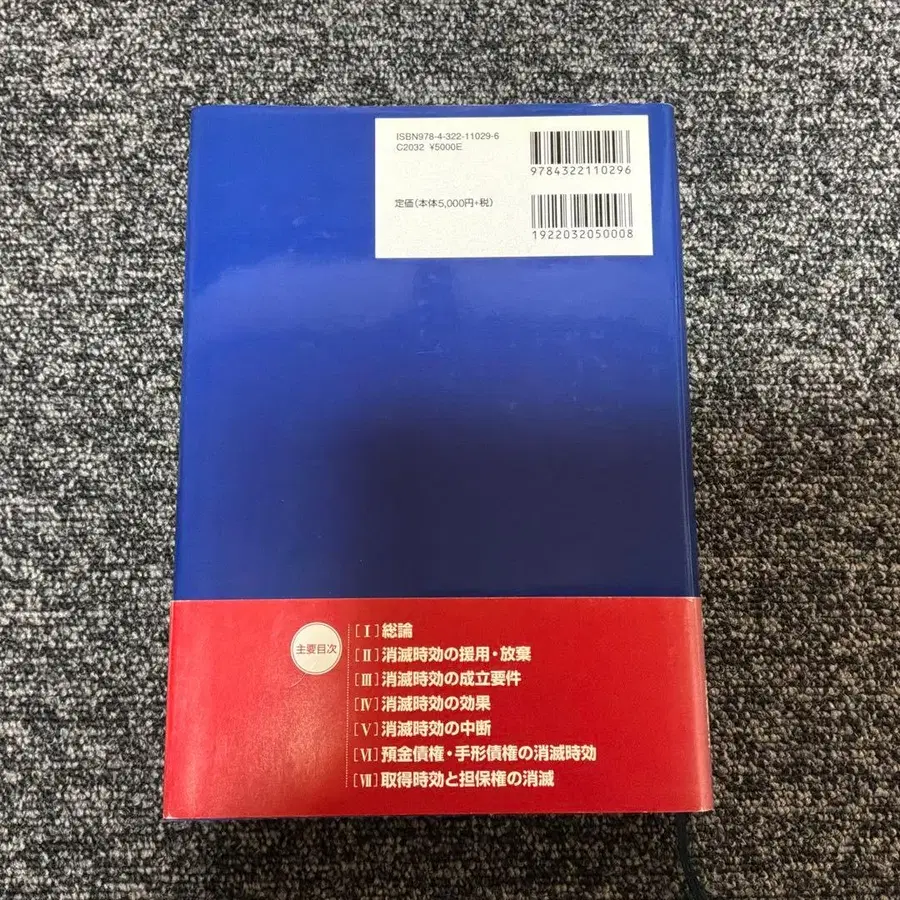 ISBN978-4-322-11029-6
C2032 ¥5000E
9784322110296
定価(本体5,000円+税)
1922032050008
主要目次
[Ⅰ]総論
[Ⅱ]消滅時効の援用・放棄
[Ⅲ]消滅時効の成立要件
[Ⅳ]消滅時効の効果
[Ⅴ]消滅時効の中断
[Ⅵ]預金債権・手形債権の消滅時効
[Ⅶ]取得時効と担保権の消滅